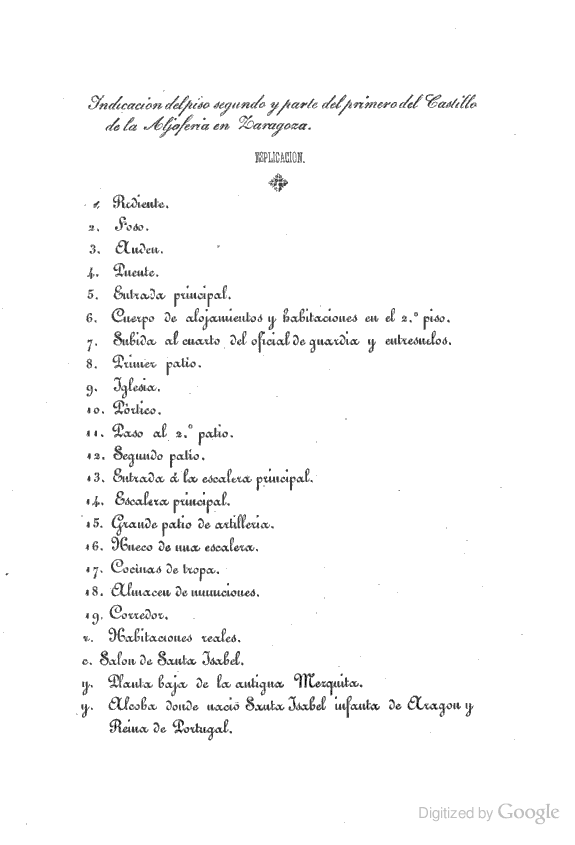 Indicacion del piso segundo y parte del primero del Castillo
de la Aljaferia en Zaragoza.
ESPLICACION.
1. Rediente.
2. Foso.
3. Anden.
4. Puente.
5. Entrada principal.
6. Cuerpo de alojamientos y habitaciones en el 2.º piso.
7. Subida al cuarto del oficial de guardia y entresuelos.
8. Primer patio.
9. Iglesia.
10. Pórtico.
11. Paso al 2.º patio.
12. Segundo patio.
13. Entrada á la escalera principal.
14. Escalera principal.
15. Grande patio de artilleria.
16. Hueco de una escalera.
17. Cocinas de tropa.
18. Almacen de municiones.
19. Corredor.
r. Habitaciones reales.
c. Salon de Santa Isabel.
y. Planta baja de la antigua Mezquita.
y. Alcoba donde nació Santa Isabel infanta de Aragon y
Reina de Portugal.
Digitized by Google